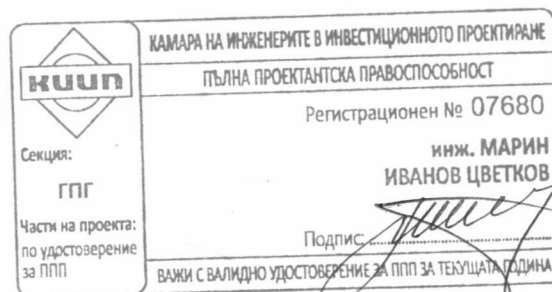 КАМАРА НА ИНЖЕНЕРИТЕ В ИНВЕСТИЦИОННОТО ПРОЕКТИРАНЕ
КИИП
ПЪЛНА ПРОЕКТАНТСКА ПРАВОСПОСОБНОСТ
Регистрационен № 07680
Секция:
ГПГ
инж. МАРИН
ИВАНОВ ЦВЕТКОВ
Части на проекта:
по удостоверение
за ППП
Подпис:
ВАЖИ С ВАЛИДНО УДОСТОВЕРЕНИЕ ЗА ППП ЗА ТЕКУЩАТА ГОДИНА